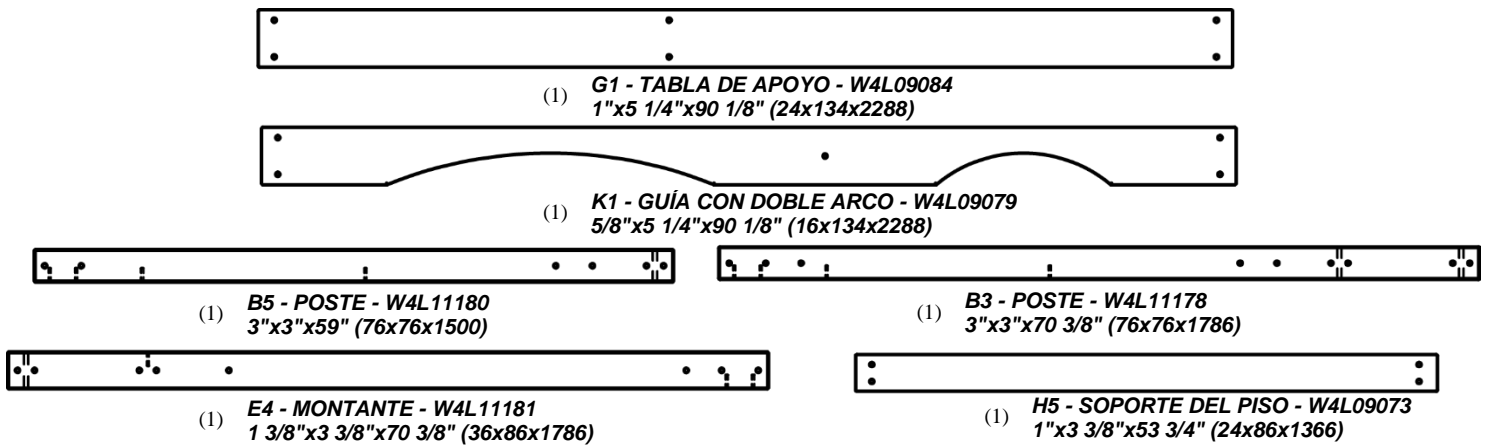 (1) G1 - TABLA DE APOYO - W4L09084
1"x5 1/4"x90 1/8" (24x134x2288)
(1) K1 - GUÍA CON DOBLE ARCO - W4L09079
5/8"x5 1/4"x90 1/8" (16x134x2288)
(1) B5 - POSTE - W4L11180
3"x3"x59" (76x76x1500)
(1) B3 - POSTE - W4L11178
3"x3"x70 3/8" (76x76x1786)
(1) E4 - MONTANTE - W4L11181
1 3/8"x3 3/8"x70 3/8" (36x86x1786)
(1) H5 - SOPORTE DEL PISO - W4L09073
1"x3 3/8"x53 3/4" (24x86x1366)